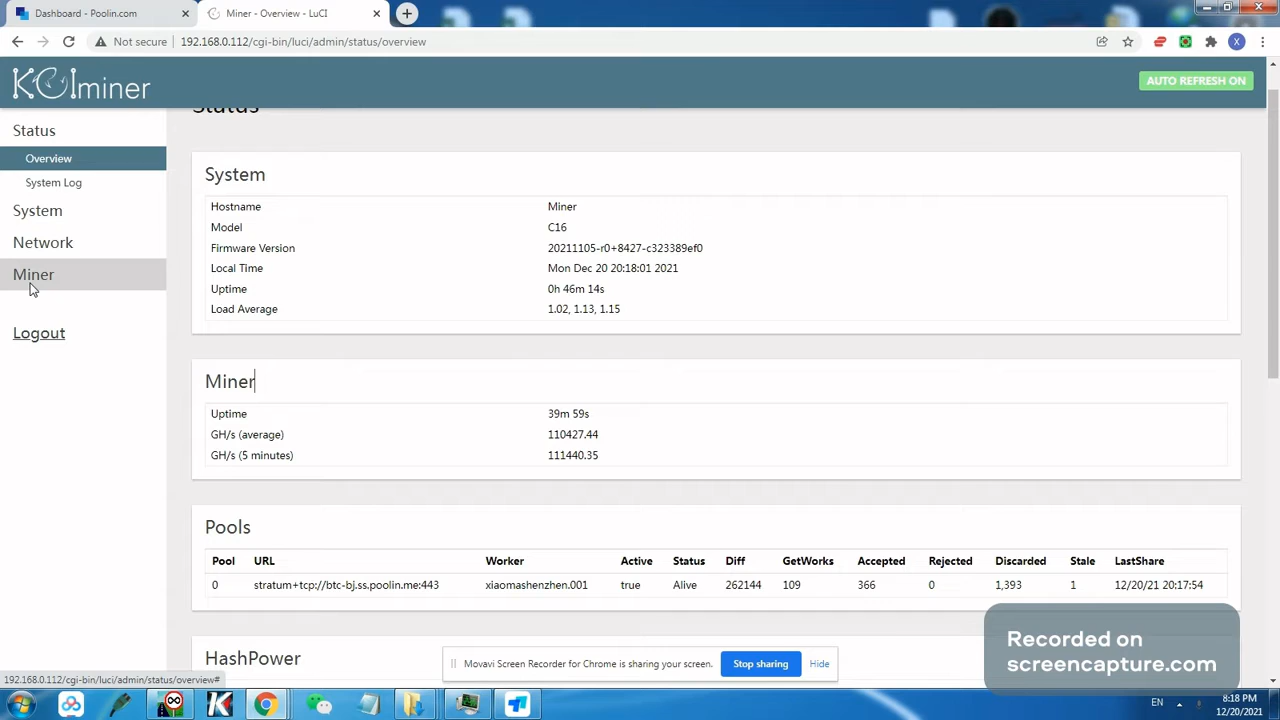 Dashboard - Poolin.com
Miner - Overview - LuCI
Not secure
192.168.0.112/cgi-bin/luci/admin/status/overview
X
KOIminer
AUTO REFRESH ON
Status
Overview
System Log
System
Network
Miner
Logout
Status
System
Hostname Miner
Model C16
Firmware Version 20211105-r0+8427-c323389ef0
Local Time Mon Dec 20 20:18:01 2021
Uptime 0h 46m 14s
Load Average 1.02, 1.13, 1.15
Miner
Uptime 39m 59s
GH/s (average) 110427.44
GH/s (5 minutes) 111440.35
Pools
Pool URL Worker Active Status Diff GetWorks Accepted Rejected Discarded Stale LastShare
0 stratum+tcp://btc-bj.ss.poolin.me:443 xiaomashenzhen.001 true Alive 262144 109 366 0 1,393 1 12/20/21 20:17:54
HashPower
Movavi Screen Recorder for Chrome is sharing your screen. Stop sharing Hide
Recorded on
screencapture.com
192.168.0.112/cgi-bin/luci/admin/status/overview#
EN
8:18 PM
12/20/2021